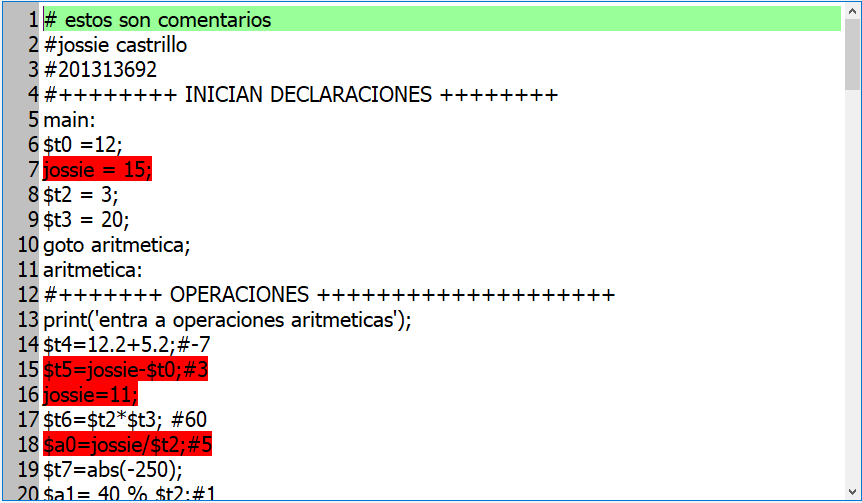 1 # estos son comentarios
2 #jossie castrillo
3 #201313692
4 #++++++++ INICIAN DECLARACIONES ++++++++
5 main:
6 $t0 =12;
7 jossie = 15;
8 $t2 = 3;
9 $t3 = 20;
10 goto aritmetica;
11 aritmetica:
12 #+++++++ OPERACIONES ++++++++++++++++++++
13 print('entra a operaciones aritmeticas');
14 $t4=12.2+5.2;#-7
15 $t5=jossie-$t0;#3
16 jossie=11;
17 $t6=$t2*$t3; #60
18 $a0=jossie/$t2;#5
19 $t7=abs(-250);
20 $a1= 40 % $t2;#1